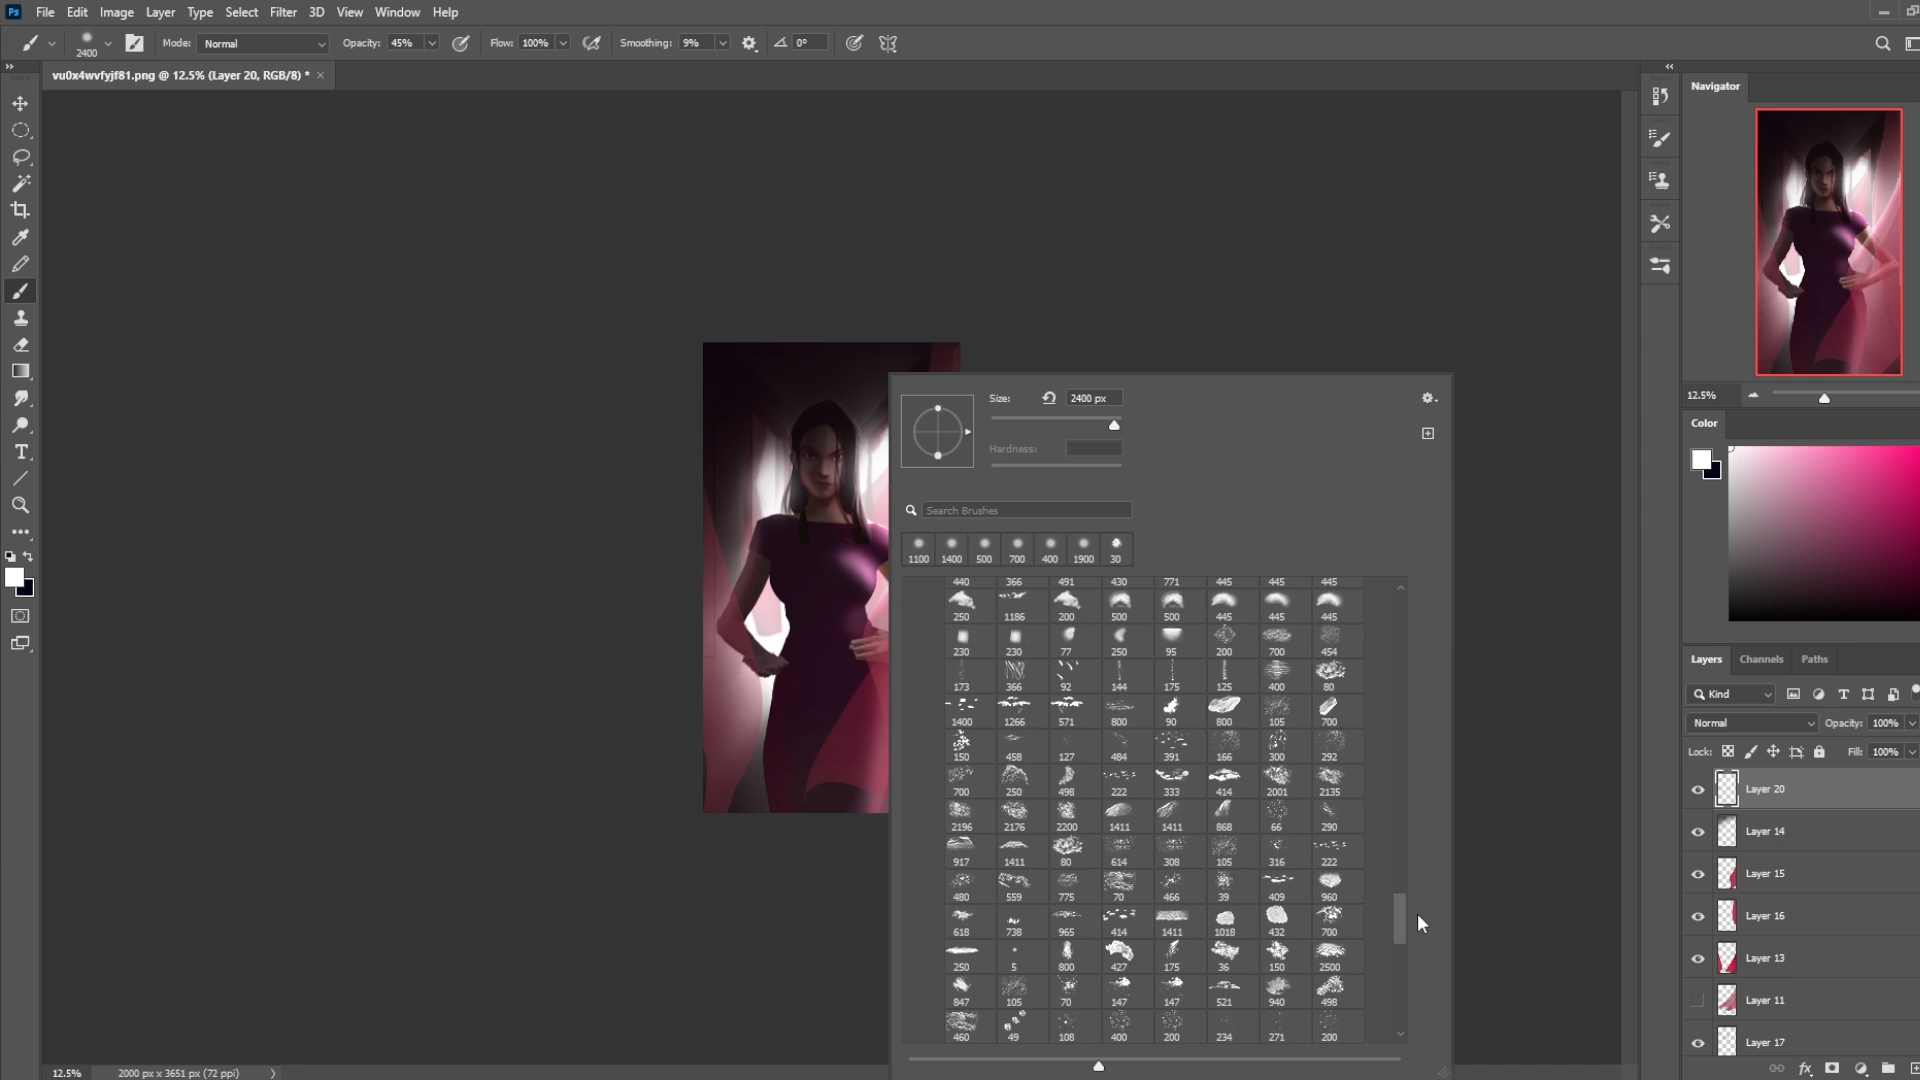 Ps File Edit Image Layer Type Select Filter 3D View Window Help
2400 Mode: Normal Opacity: 45% Flow: 100% Smoothing: 9% 0°
vu0x4wvfyjf81.png @ 12.5% (Layer 20, RGB/8) *
Navigator
12.5%
Color
Size: 2400 px
Hardness:
Search Brushes
1100 1400 500 700 400 1900 30
440 366 491 430 771 445 445 445
250 1186 200 500 500 445 445 445
230 230 77 250 95 200 700 454
173 366 92 144 175 125 400 80
1400 1266 571 800 90 800 105 700
150 458 127 484 391 166 300 292
700 250 498 222 333 414 2001 2135
2196 2176 2200 1411 1411 868 66 290
917 1411 80 614 308 105 316 222
480 559 775 70 466 39 409 960
618 738 965 414 1411 1018 432 700
250 5 800 427 175 36 150 2500
847 105 70 147 147 521 940 498
460 49 108 400 200 234 271 200
Layers Channels Paths
Kind
Normal Opacity: 100%
Lock: Fill: 100%
Layer 20
Layer 14
Layer 15
Layer 16
Layer 13
Layer 11
Layer 17
fx
12.5% 2000 px x 3651 px (72 ppi)